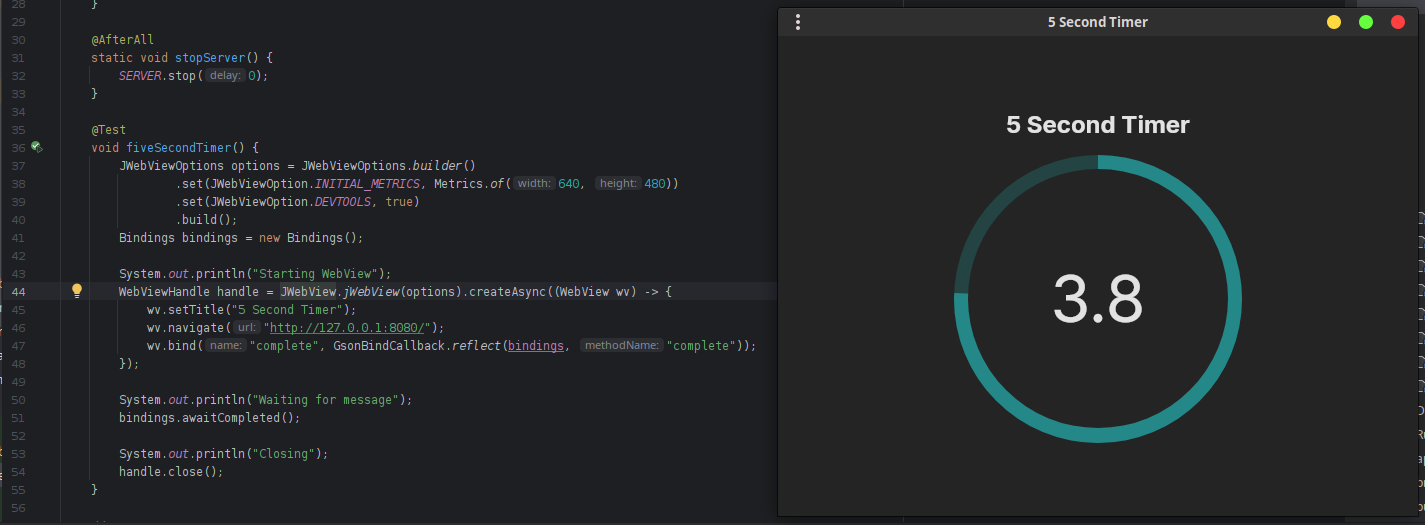 28 }
29
30 @AfterAll
31 static void stopServer() {
32 SERVER.stop( delay: 0);
33 }
34
35 @Test
36 void fiveSecondTimer() {
37 JWebViewOptions options = JWebViewOptions.builder()
38 .set(JWebViewOption.INITIAL_METRICS, Metrics.of( width: 640, height: 480))
39 .set(JWebViewOption.DEVTOOLS, true)
40 .build();
41 Bindings bindings = new Bindings();
42
43 System.out.println("Starting WebView");
44 WebViewHandle handle = JWebView.jWebView(options).createAsync((WebView wv) -> {
45 wv.setTitle("5 Second Timer");
46 wv.navigate( url: "http://127.0.0.1:8080/");
47 wv.bind( name: "complete", GsonBindCallback.reflect(bindings, methodName: "complete"));
48 });
49
50 System.out.println("Waiting for message");
51 bindings.awaitCompleted();
52
53 System.out.println("Closing");
54 handle.close();
55 }
56
5 Second Timer
5 Second Timer
3.8